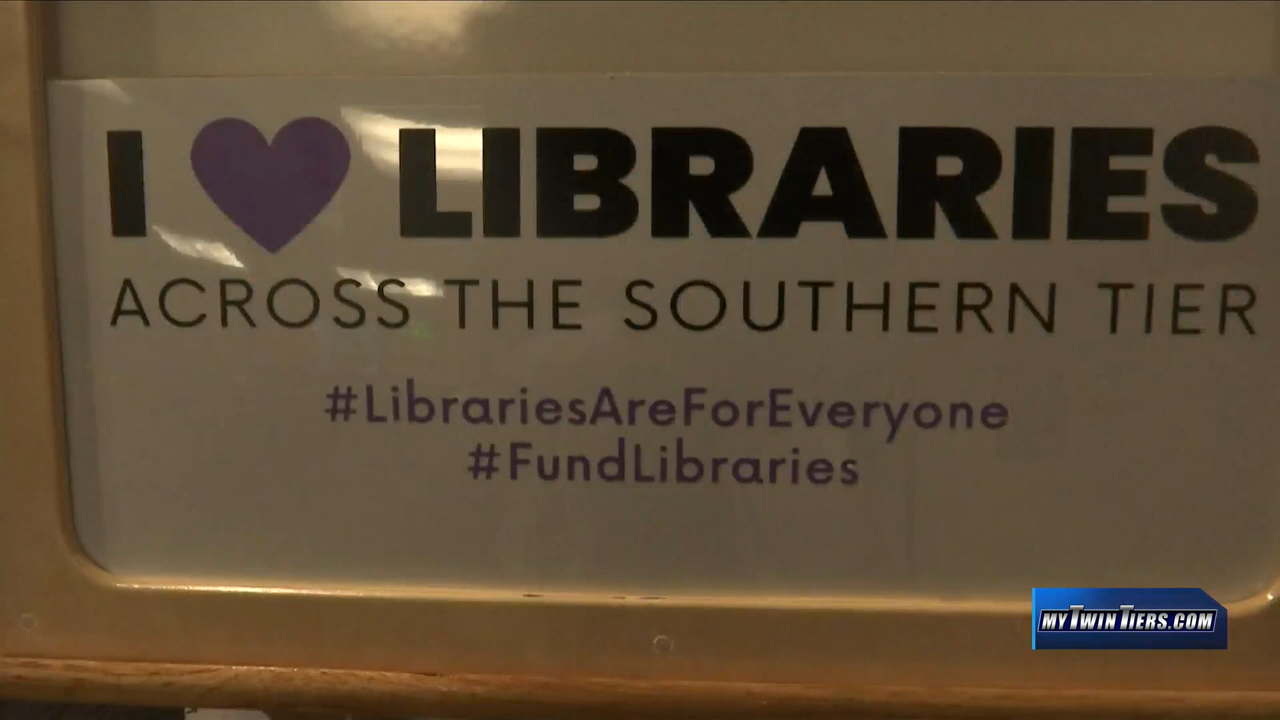 I LIBRARIES
ACROSS THE SOUTHERN TIER
#LibrariesAreForEveryone
#FundLibraries
MYTWINTIERS.COM